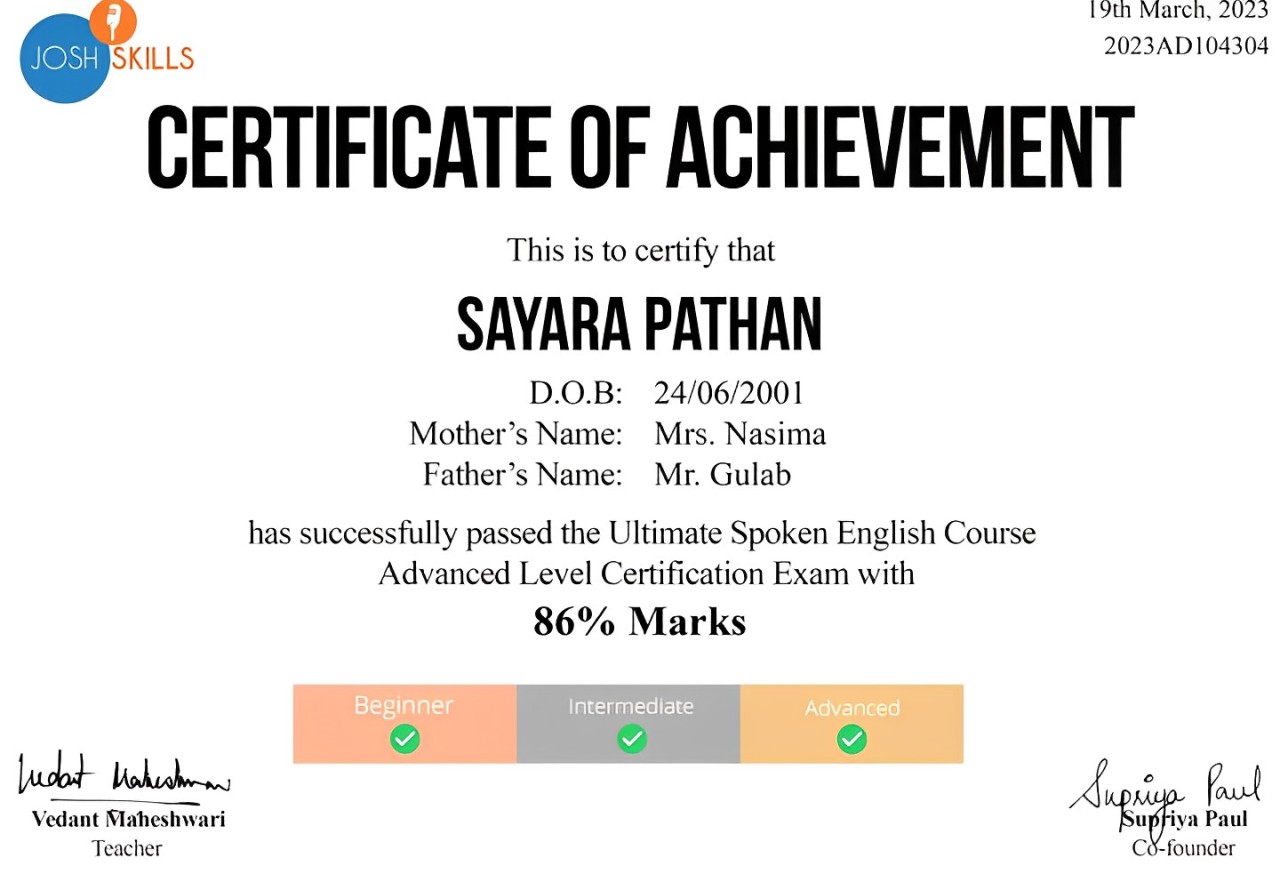 JOSH SKILLS
19th March, 2023
2023AD104304
CERTIFICATE OF ACHIEVEMENT
This is to certify that
SAYARA PATHAN
D.O.B: 24/06/2001
Mother's Name: Mrs. Nasima
Father's Name: Mr. Gulab
has successfully passed the Ultimate Spoken English Course
Advanced Level Certification Exam with
86% Marks
Beginner Intermediate Advanced
Vedant Maheshwari
Vedant Maheshwari
Teacher
Supriya Paul
Supriya Paul
Co-founder